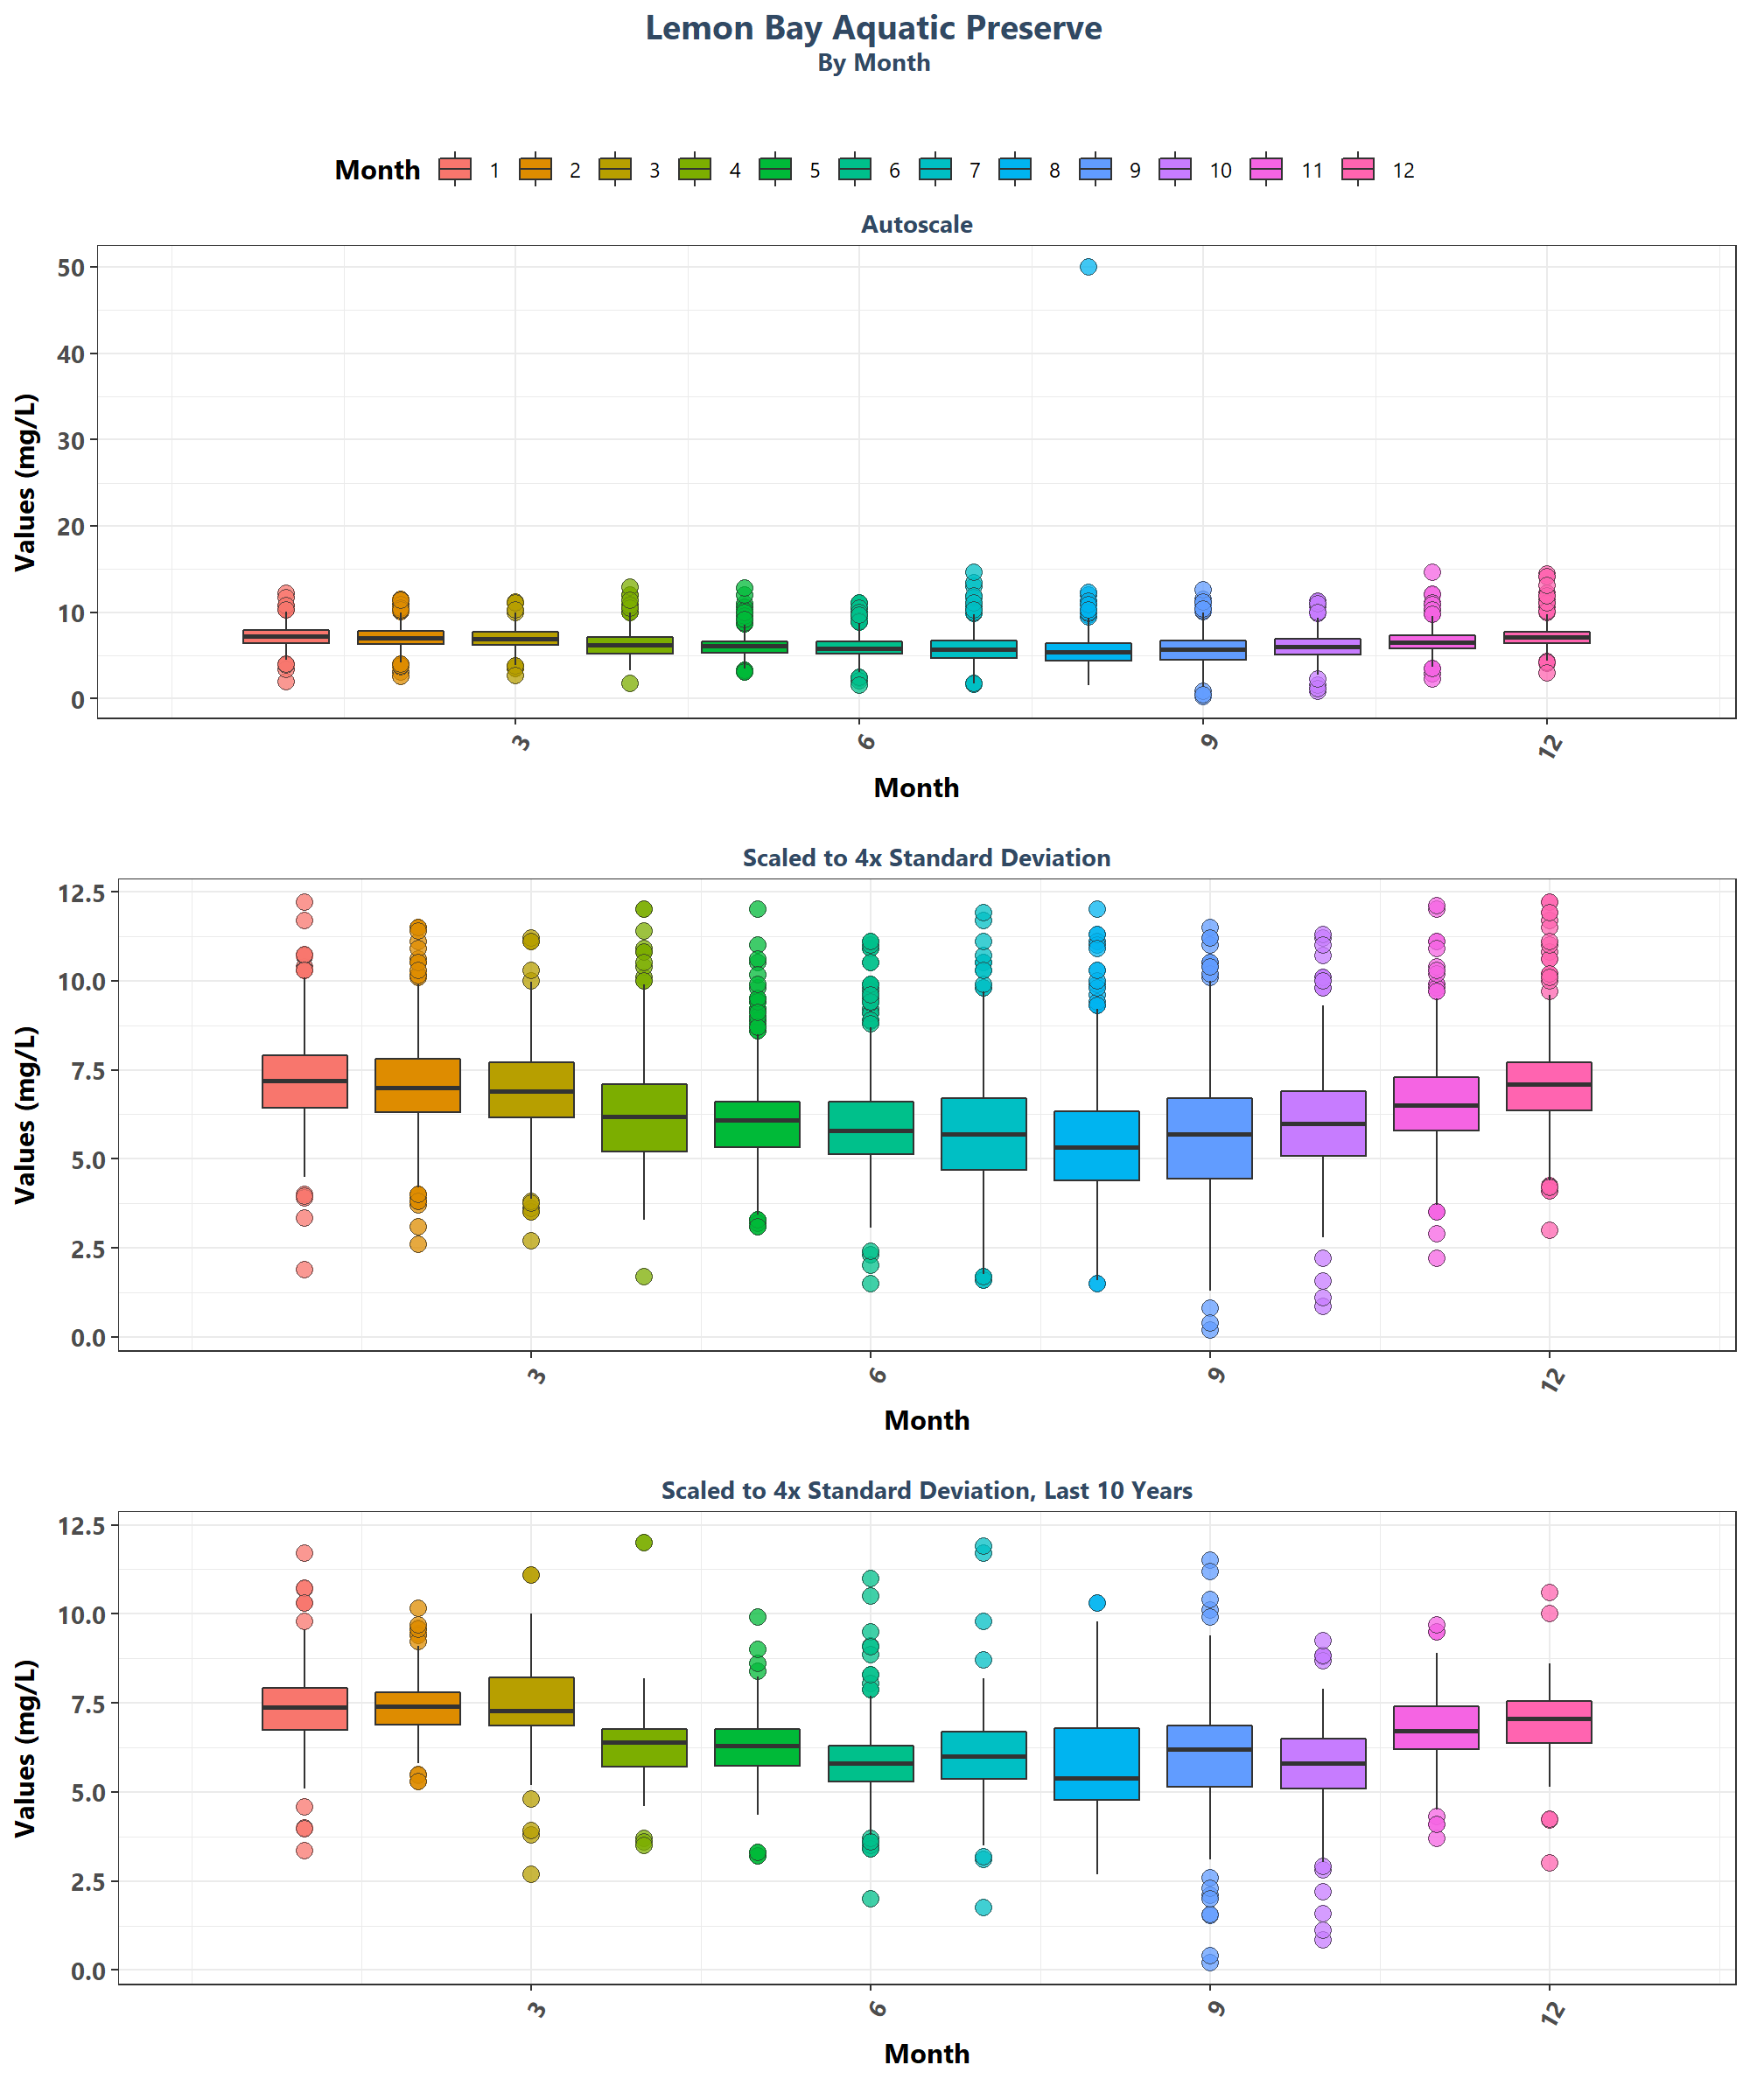 Lemon Bay Aquatic Preserve
By Month
Month 1 2 3 4 5 6 7 8 9 10 11 12
Autoscale
Values (mg/L)
50
40
30
20
10
0
3 6 9 12
Month
Scaled to 4x Standard Deviation
Values (mg/L)
12.5
10.0
7.5
5.0
2.5
0.0
3 6 9 12
Month
Scaled to 4x Standard Deviation, Last 10 Years
Values (mg/L)
12.5
10.0
7.5
5.0
2.5
0.0
3 6 9 12
Month